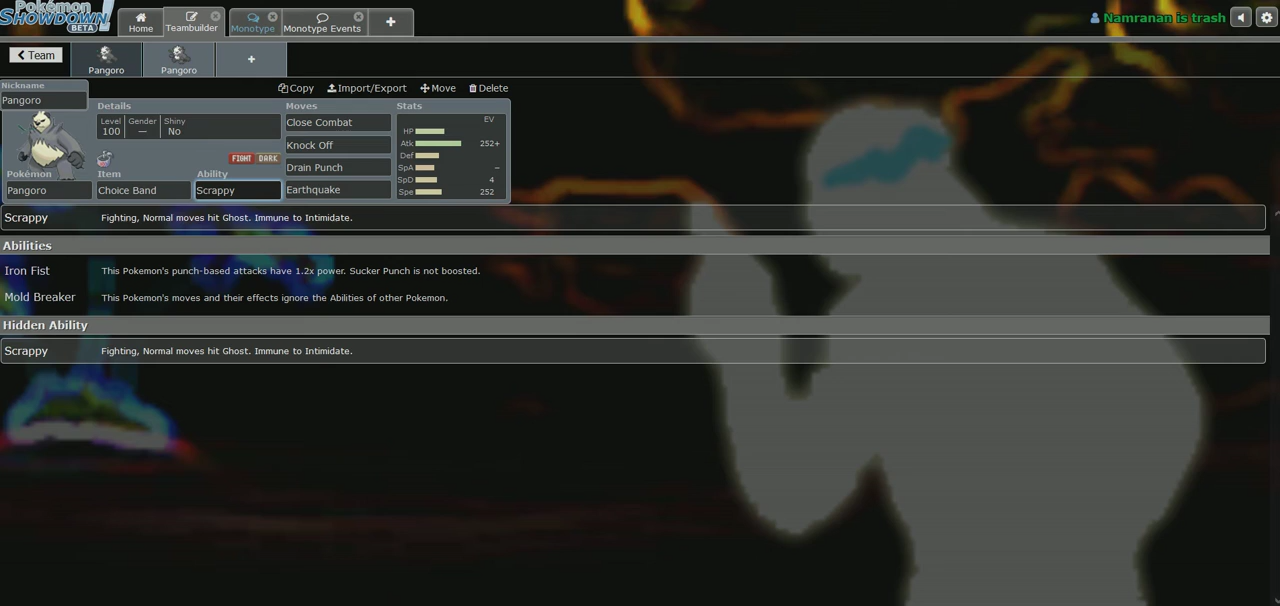 Pokémon
SHOWDOWN!
BETA
Home
Teambuilder
Monotype
Monotype Events
+
Namranan is trash
< Team
Pangoro
Pangoro
+
Nickname
Pangoro
Copy
Import/Export
Move
Delete
Details
Moves
Stats
Level
Gender
Shiny
100
—
No
EV
Close Combat
Knock Off
Drain Punch
Earthquake
HP
Atk 252+
Def
SpA –
SpD 4
Spe 252
FIGHT DARK
Pokémon
Item
Ability
Pangoro
Choice Band
Scrappy
Scrappy Fighting, Normal moves hit Ghost. Immune to Intimidate.
Abilities
Iron Fist This Pokemon's punch-based attacks have 1.2x power. Sucker Punch is not boosted.
Mold Breaker This Pokemon's moves and their effects ignore the Abilities of other Pokemon.
Hidden Ability
Scrappy Fighting, Normal moves hit Ghost. Immune to Intimidate.